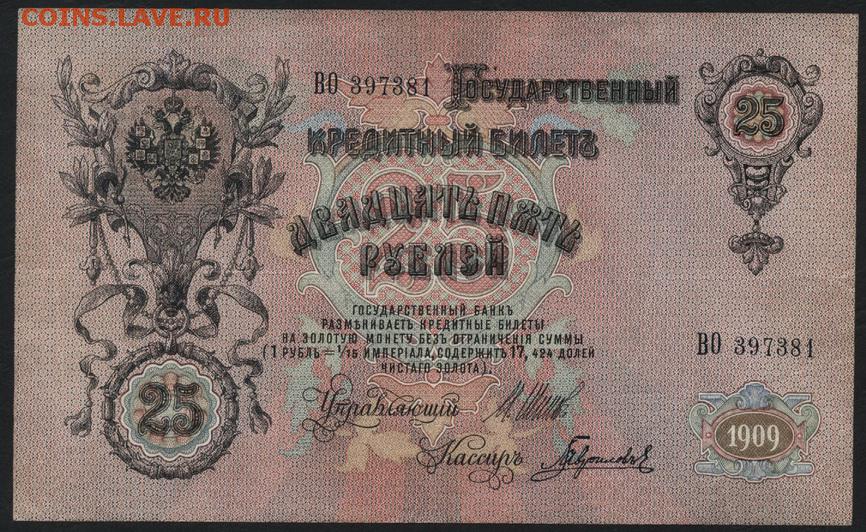 COINS.LAVE.RU
ВО 397381 Государственный
25
Кредитный Билетъ
25
Двадцать пять
рублей
Государственный Банкъ
размѣниваетъ кредитные билеты
на золотую монету безъ ограниченія суммы
(1 рубль = 1/15 имперіала, содержитъ 17, 424 долей
чистаго золота).
ВО 397381
Управляющий
25
1909
Кассиръ